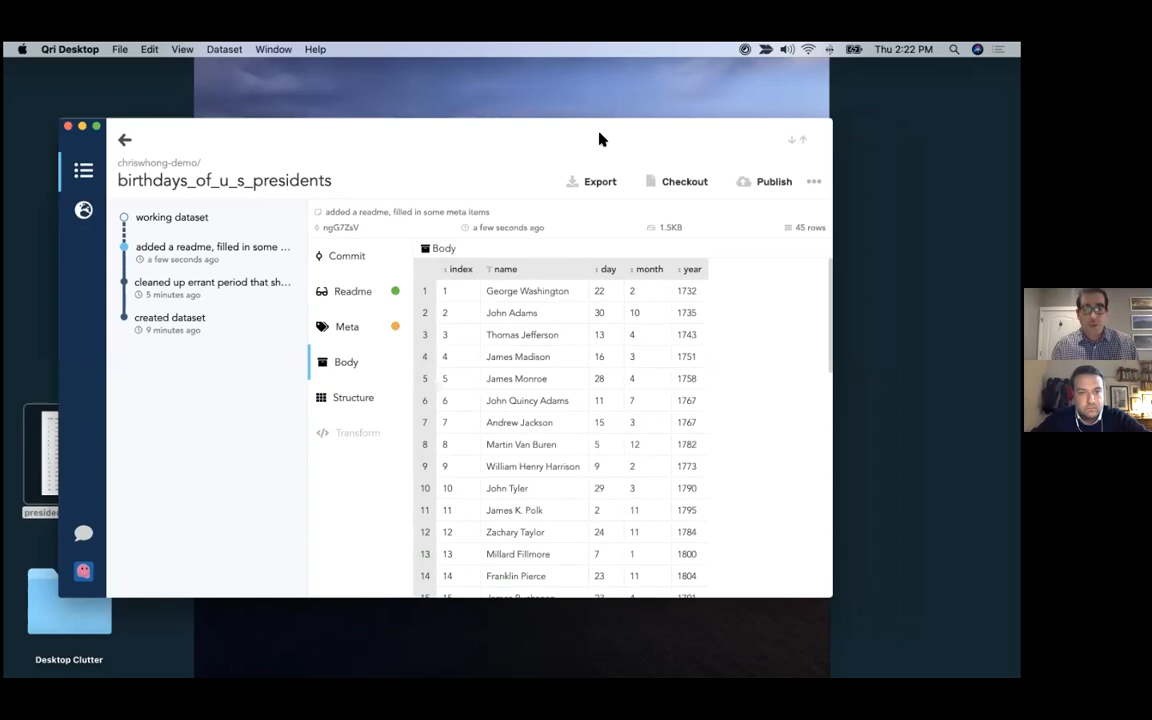 Qri Desktop File Edit View Dataset Window Help Thu 2:22 PM
chriswhong-demo/
birthdays_of_u_s_presidents
Export Checkout Publish
working dataset
added a readme, filled in some ...
a few seconds ago
cleaned up errant period that sh...
5 minutes ago
created dataset
9 minutes ago
added a readme, filled in some meta items
ngG7ZsV a few seconds ago 1.5KB 45 rows
Commit
Readme
Meta
Body
Structure
Transform
Body
index name day month year
1 1 George Washington 22 2 1732
2 2 John Adams 30 10 1735
3 3 Thomas Jefferson 13 4 1743
4 4 James Madison 16 3 1751
5 5 James Monroe 28 4 1758
6 6 John Quincy Adams 11 7 1767
7 7 Andrew Jackson 15 3 1767
8 8 Martin Van Buren 5 12 1782
9 9 William Henry Harrison 9 2 1773
10 10 John Tyler 29 3 1790
11 11 James K. Polk 2 11 1795
12 12 Zachary Taylor 24 11 1784
13 13 Millard Fillmore 7 1 1800
14 14 Franklin Pierce 23 11 1804
presiden
Desktop Clutter